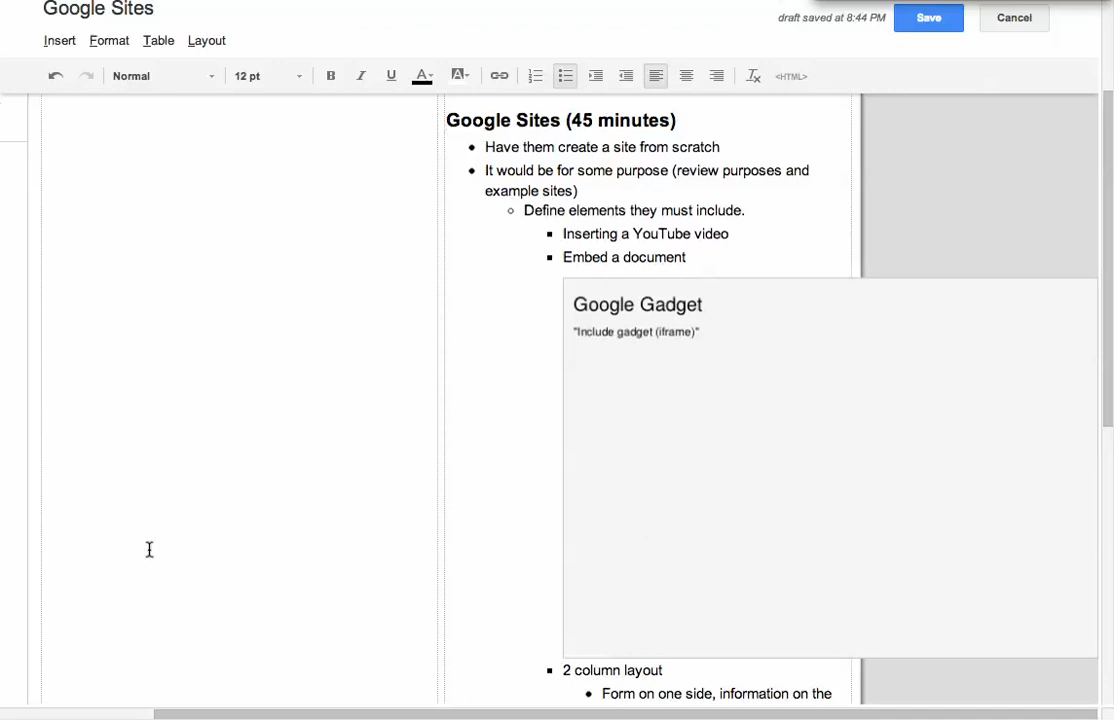 Google Sites
draft saved at 8:44 PM
Save
Cancel
Insert Format Table Layout
Normal 12 pt B I U A A <HTML>
Google Sites (45 minutes)
Have them create a site from scratch
It would be for some purpose (review purposes and
example sites)
Define elements they must include.
Inserting a YouTube video
Embed a document
Google Gadget
"Include gadget (iframe)"
2 column layout
Form on one side, information on the